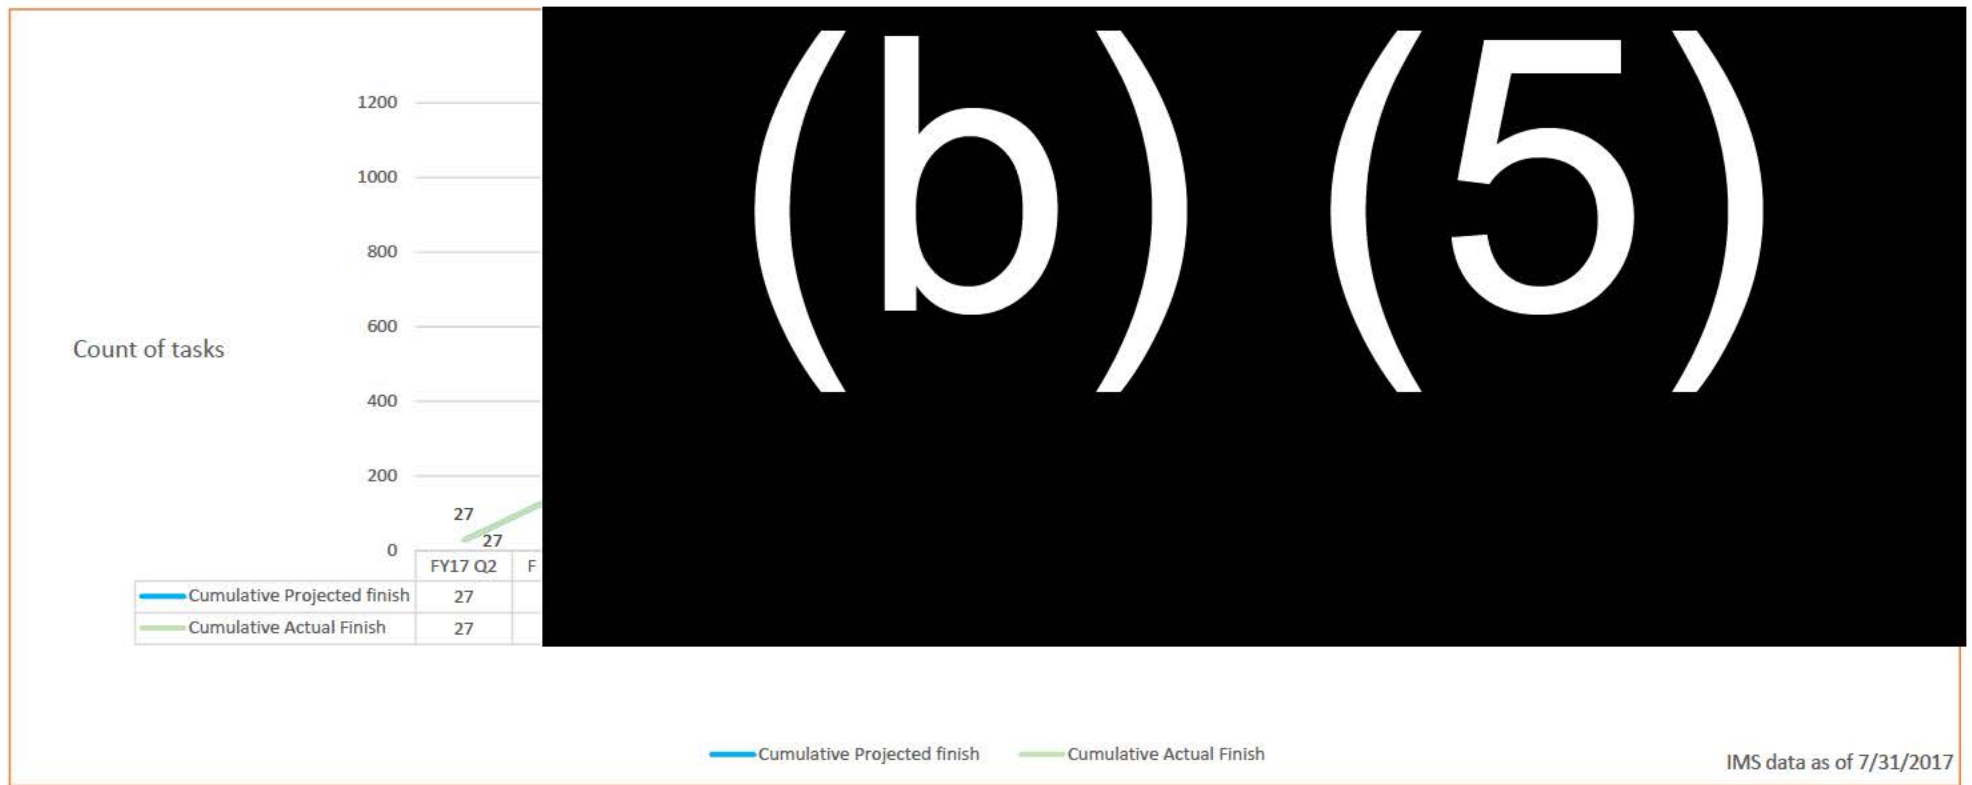 (b) (5)
1200
1000
800
600
Count of tasks
400
200
27
27
0
FY17 Q2 F
Cumulative Projected finish 27
Cumulative Actual Finish 27
Cumulative Projected finish Cumulative Actual Finish
IMS data as of 7/31/2017